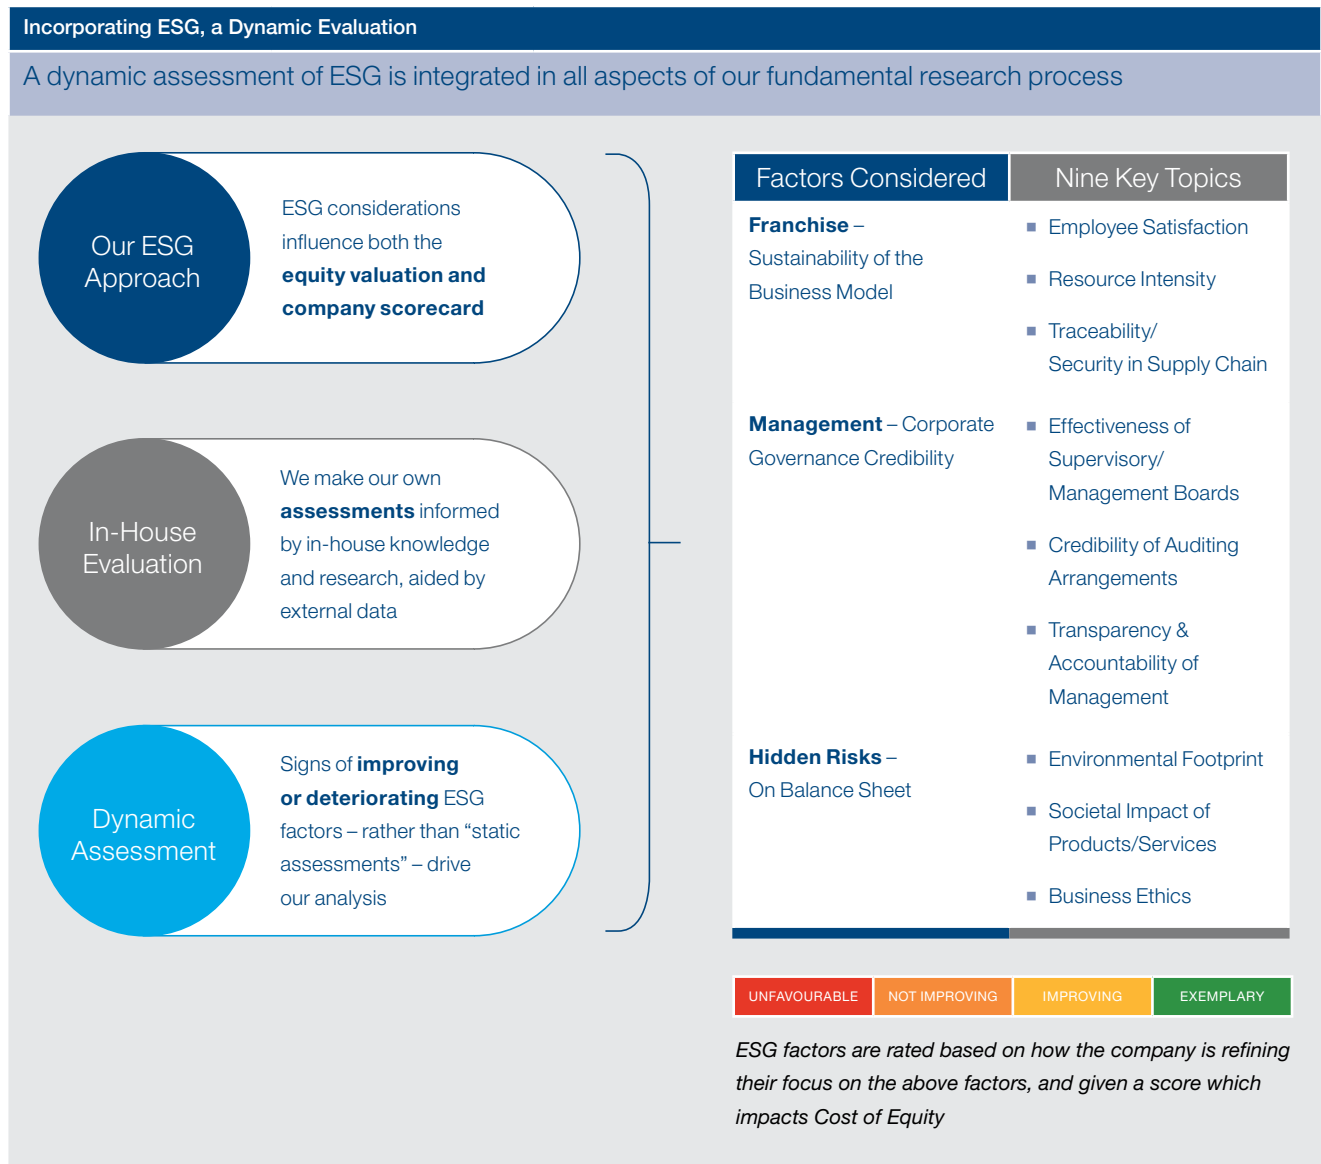 Incorporating ESG, a Dynamic Evaluation
A dynamic assessment of ESG is integrated in all aspects of our fundamental research process
Our ESG
Approach
ESG considerations
influence both the
equity valuation and
company scorecard
In-House
Evaluation
We make our own
assessments informed
by in-house knowledge
and research, aided by
external data
Dynamic
Assessment
Signs of improving
or deteriorating ESG
factors – rather than “static
assessments” – drive
our analysis
Factors Considered
Nine Key Topics
Franchise –
Sustainability of the
Business Model
■ Employee Satisfaction
■ Resource Intensity
■ Traceability/
Security in Supply Chain
Management – Corporate
Governance Credibility
■ Effectiveness of
Supervisory/
Management Boards
■ Credibility of Auditing
Arrangements
■ Transparency &
Accountability of
Management
Hidden Risks –
On Balance Sheet
■ Environmental Footprint
■ Societal Impact of
Products/Services
■ Business Ethics
UNFAVOURABLE
NOT IMPROVING
IMPROVING
EXEMPLARY
ESG factors are rated based on how the company is refining
their focus on the above factors, and given a score which
impacts Cost of Equity